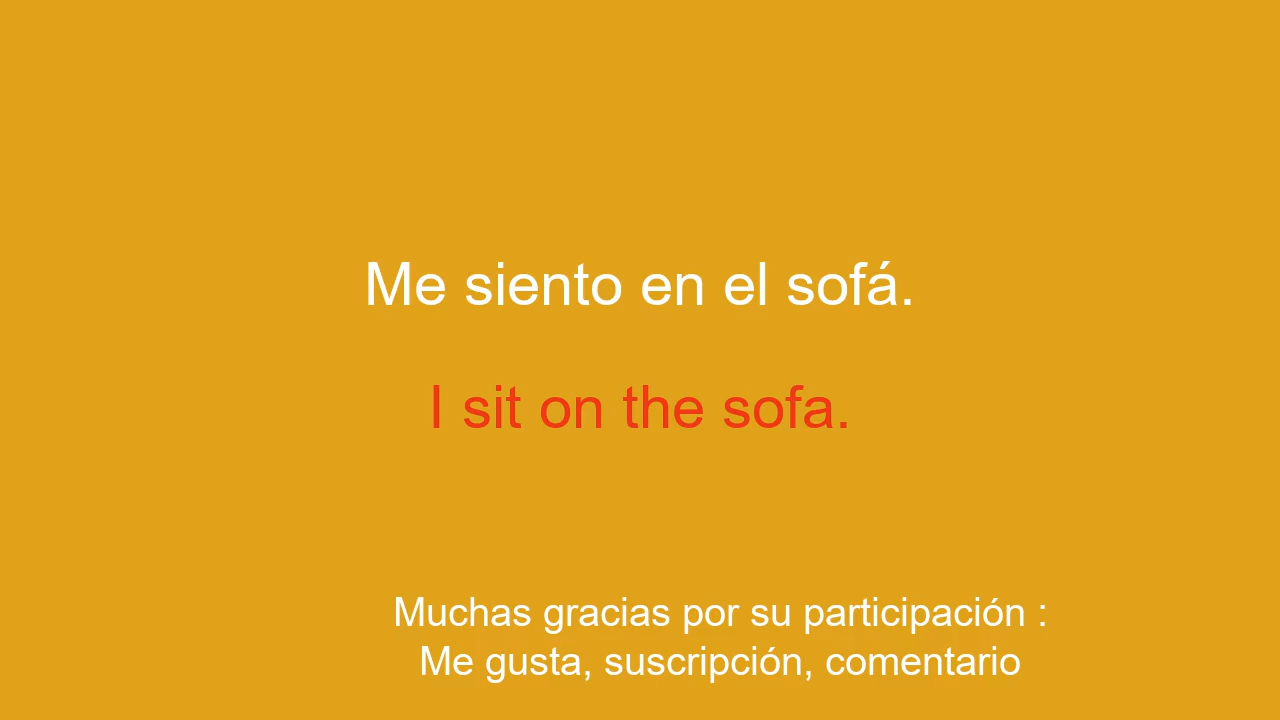 Me siento en el sofá.
I sit on the sofa.
Muchas gracias por su participación :
Me gusta, suscripción, comentario